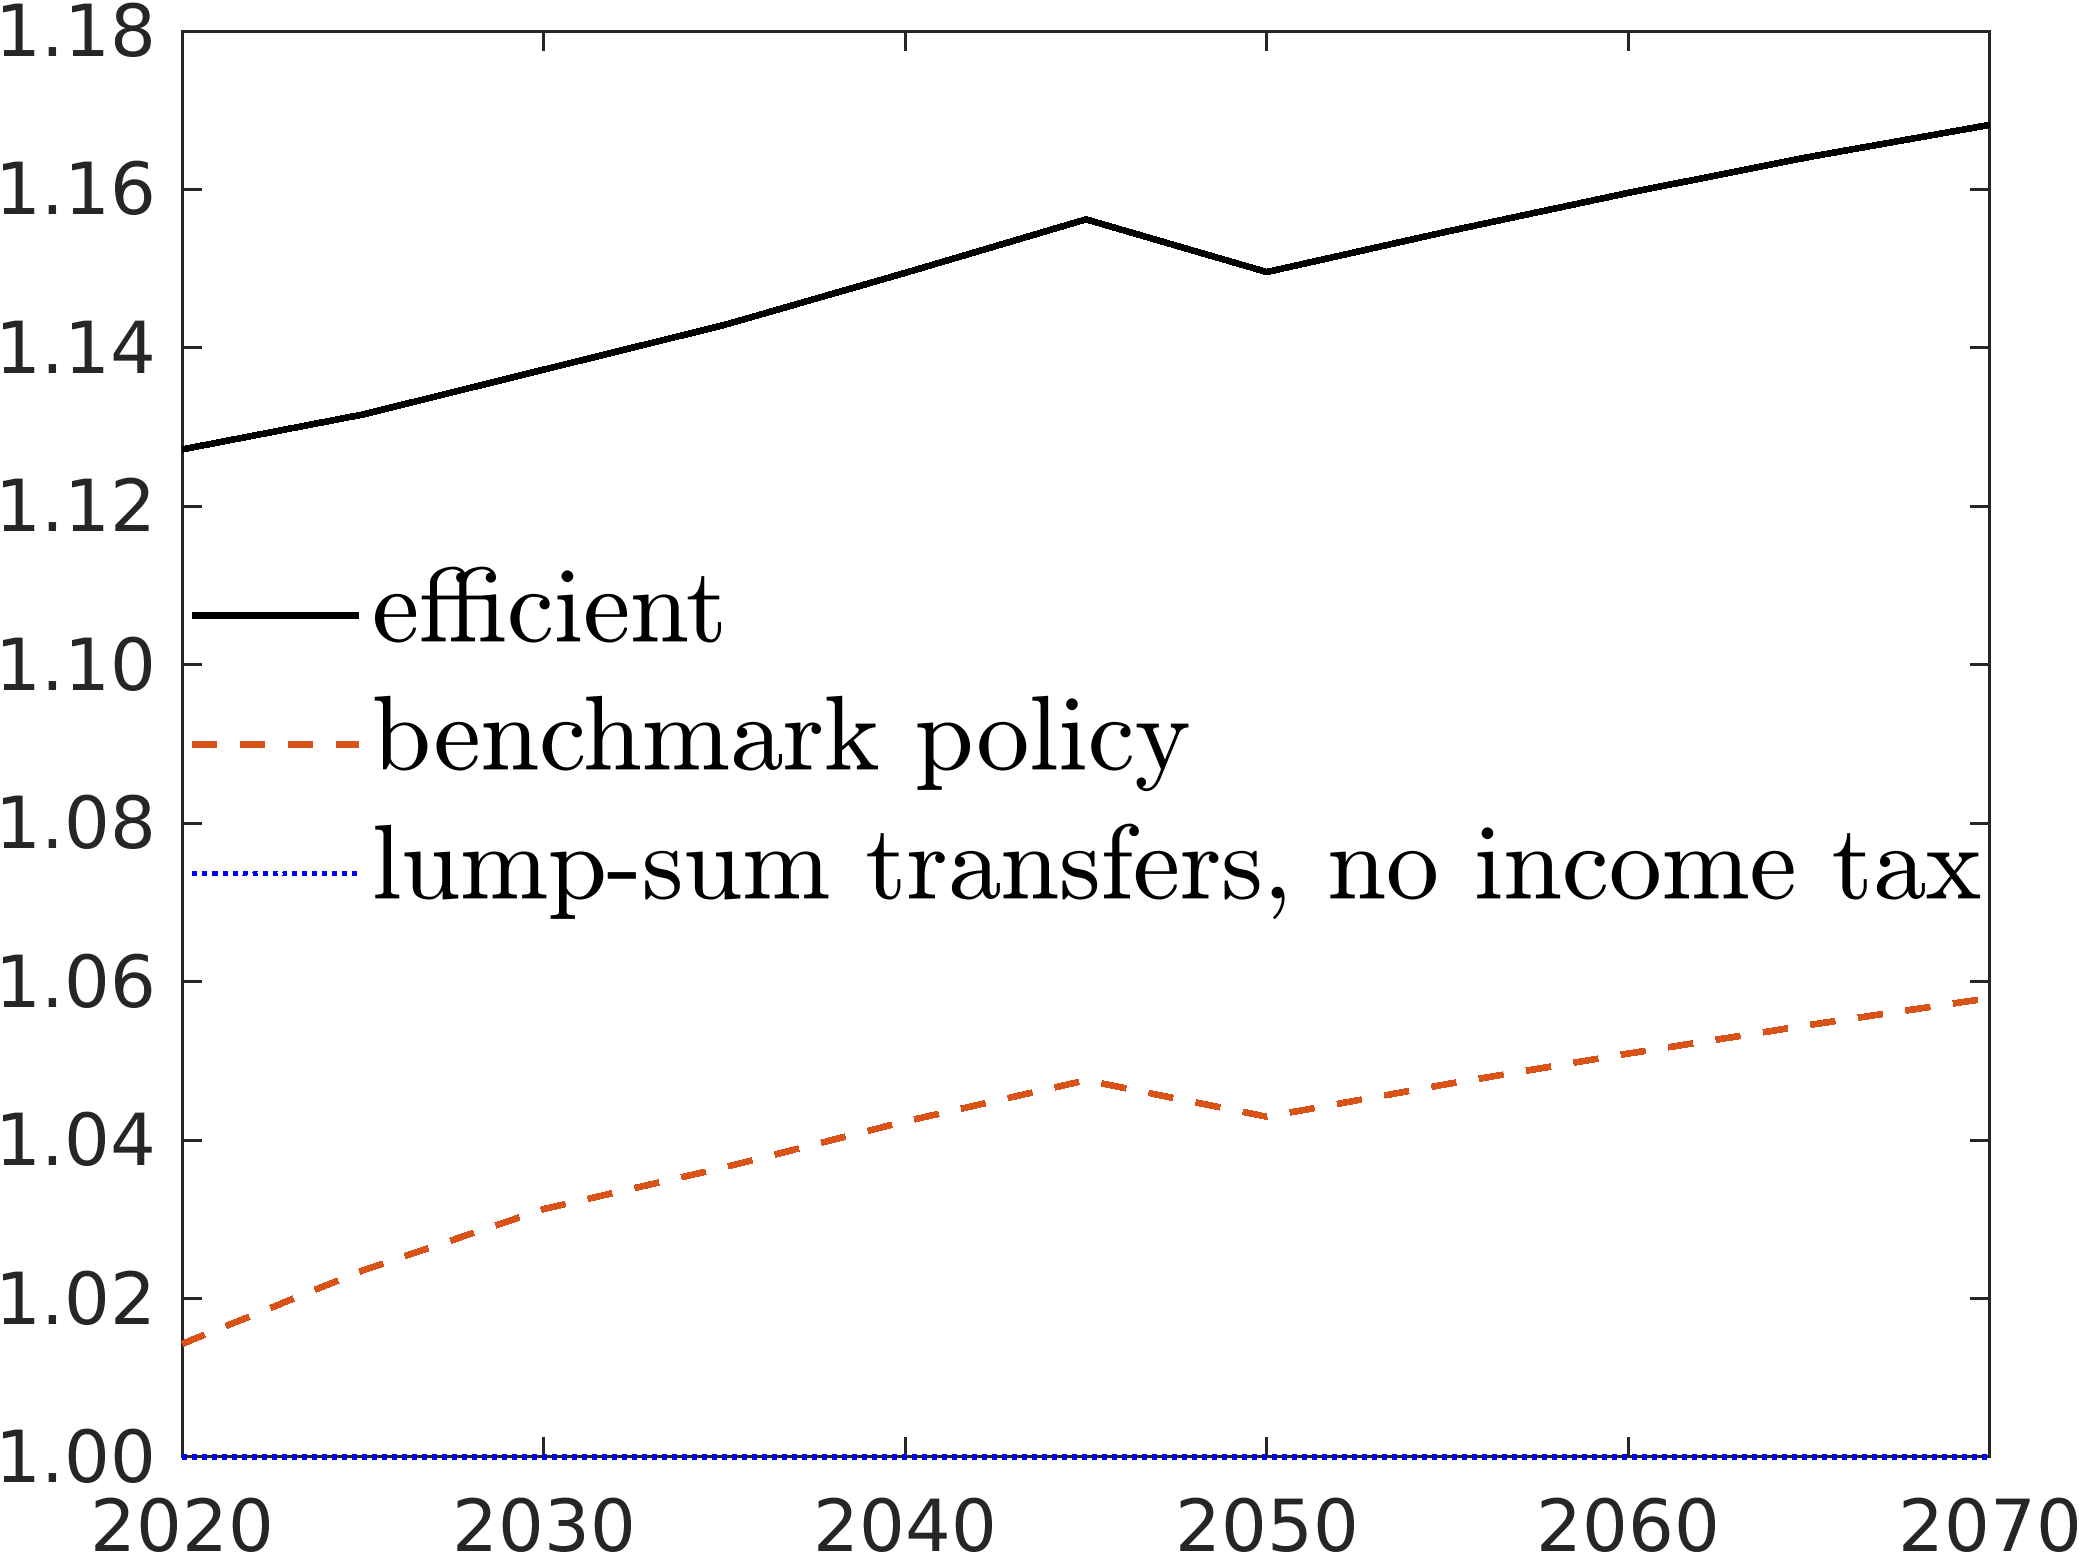 1.18
1.16
1.14
1.12
efficient
1.10
benchmark policy
1.08
lump-sum transfers, no income tax
1.06
1.04
1.02
1.00
2020 2030 2040 2050 2060 2070